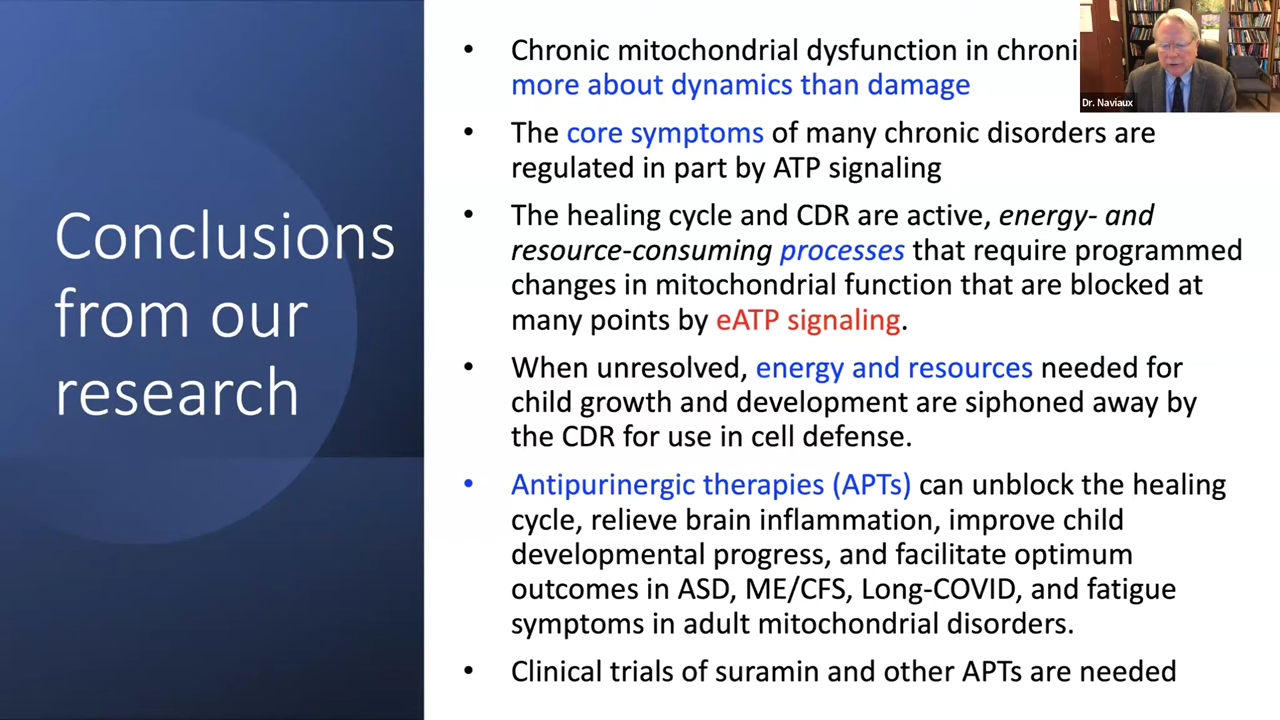 Conclusions
from our
research
• Chronic mitochondrial dysfunction in chroni
more about dynamics than damage
• The core symptoms of many chronic disorders are
regulated in part by ATP signaling
• The healing cycle and CDR are active, energy- and
resource-consuming processes that require programmed
changes in mitochondrial function that are blocked at
many points by eATP signaling.
• When unresolved, energy and resources needed for
child growth and development are siphoned away by
the CDR for use in cell defense.
• Antipurinergic therapies (APTs) can unblock the healing
cycle, relieve brain inflammation, improve child
developmental progress, and facilitate optimum
outcomes in ASD, ME/CFS, Long-COVID, and fatigue
symptoms in adult mitochondrial disorders.
• Clinical trials of suramin and other APTs are needed
Dr. Naviaux